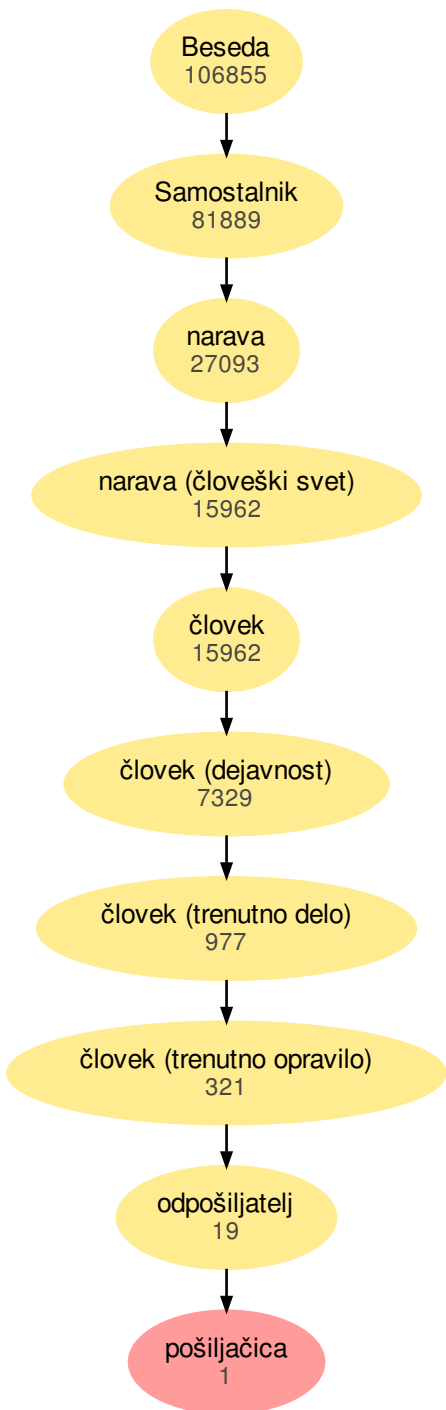 Beseda
106855
Samostalnik
81889
narava
27093
narava (človeški svet)
15962
človek
15962
človek (dejavnost)
7329
človek (trenutno delo)
977
človek (trenutno opravilo)
321
odpošiljatelj
19
pošiljačica
1